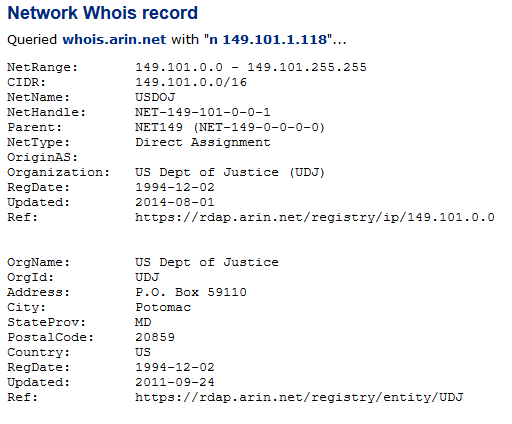 Network Whois record
Queried whois.arin.net with "n 149.101.1.118"...
NetRange: 149.101.0.0 - 149.101.255.255
CIDR: 149.101.0.0/16
NetName: USDOJ
NetHandle: NET-149-101-0-0-1
Parent: NET149 (NET-149-0-0-0-0)
NetType: Direct Assignment
OriginAS:
Organization: US Dept of Justice (UDJ)
RegDate: 1994-12-02
Updated: 2014-08-01
Ref: https://rdap.arin.net/registry/ip/149.101.0.0
OrgName: US Dept of Justice
OrgId: UDJ
Address: P.O. Box 59110
City: Potomac
StateProv: MD
PostalCode: 20859
Country: US
RegDate: 1994-12-02
Updated: 2011-09-24
Ref: https://rdap.arin.net/registry/entity/UDJ